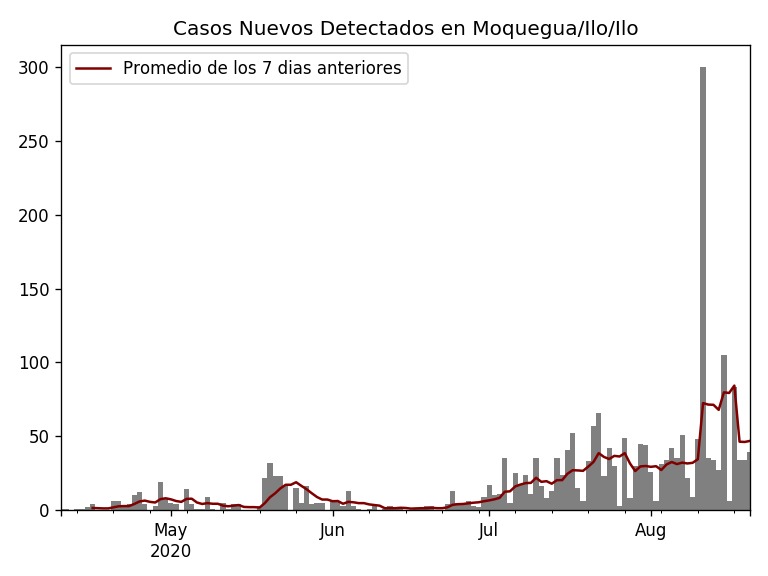 Casos Nuevos Detectados en Moquegua/Ilo/Ilo
Promedio de los 7 dias anteriores
300
250
200
150
100
50
0
May
2020
Jun
Jul
Aug